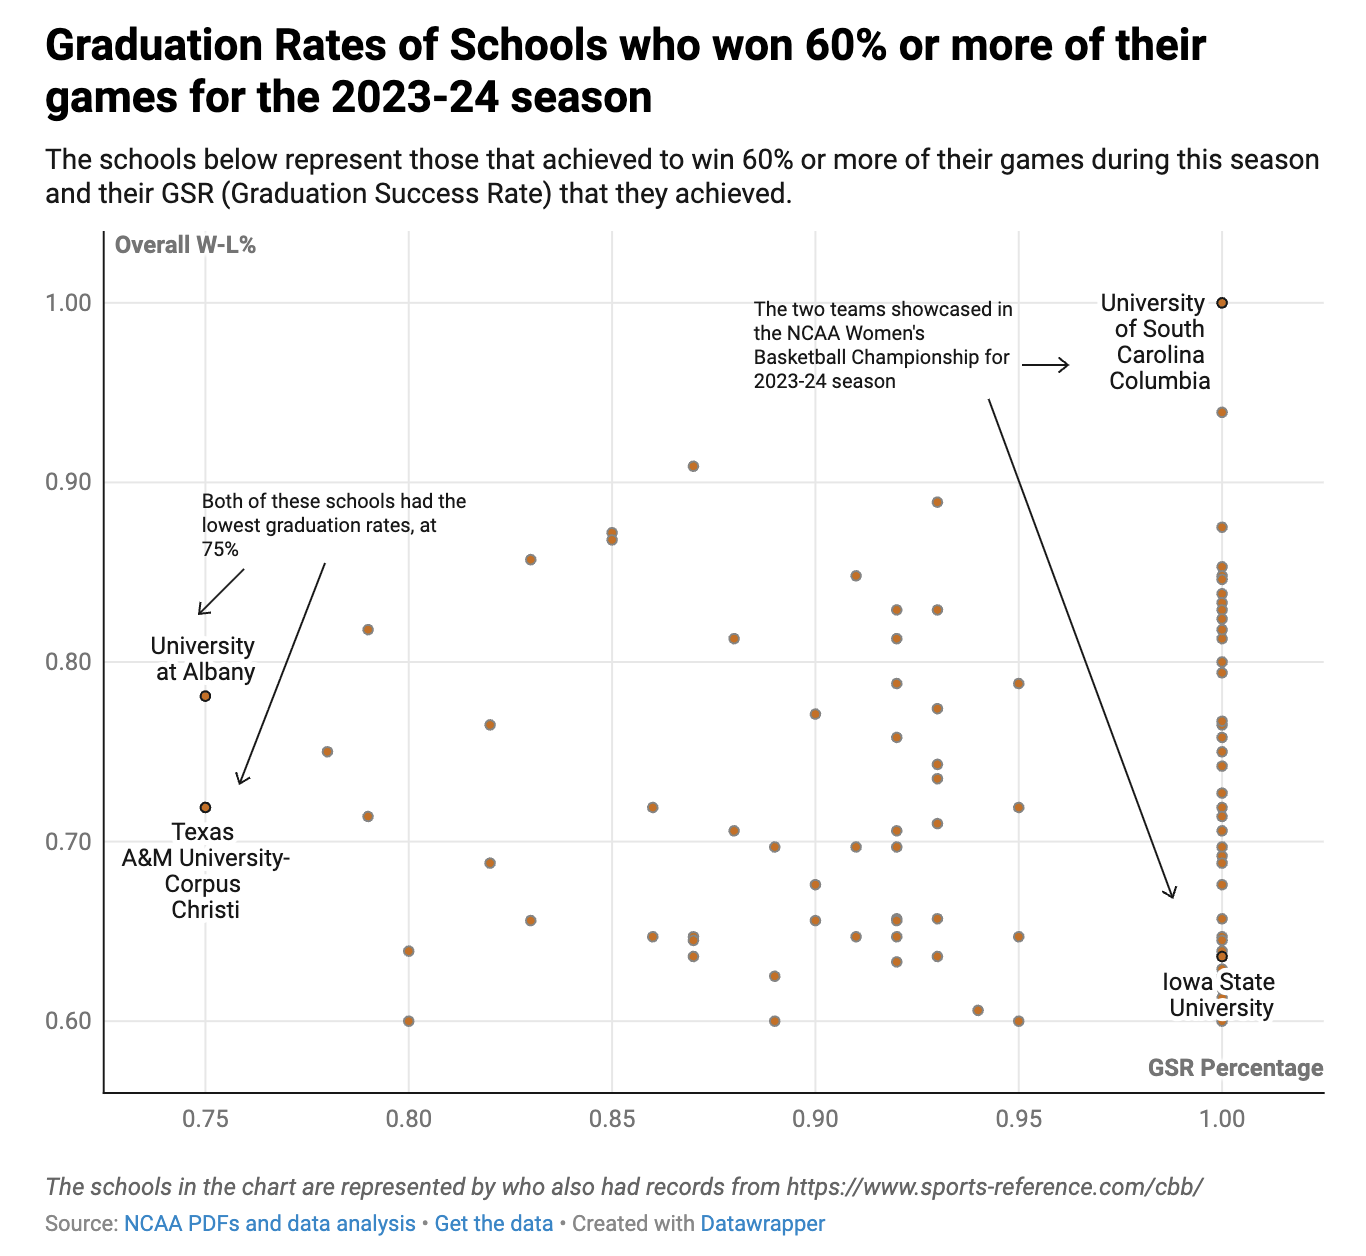 Graduation Rates of Schools who won 60% or more of their
games for the 2023-24 season
The schools below represent those that achieved to win 60% or more of their games during this season
and their GSR (Graduation Success Rate) that they achieved.
Overall W-L%
1.00
0.90
0.80
0.70
0.60
The two teams showcased in
the NCAA Women's
Basketball Championship for
2023-24 season
University
of South
Carolina
Columbia
Both of these schools had the
lowest graduation rates, at
75%
University
at Albany
Texas
A&M University-
Corpus
Christi
Iowa State
University
GSR Percentage
0.75
0.80
0.85
0.90
0.95
1.00
The schools in the chart are represented by who also had records from https://www.sports-reference.com/cbb/
Source: NCAA PDFs and data analysis • Get the data • Created with Datawrapper